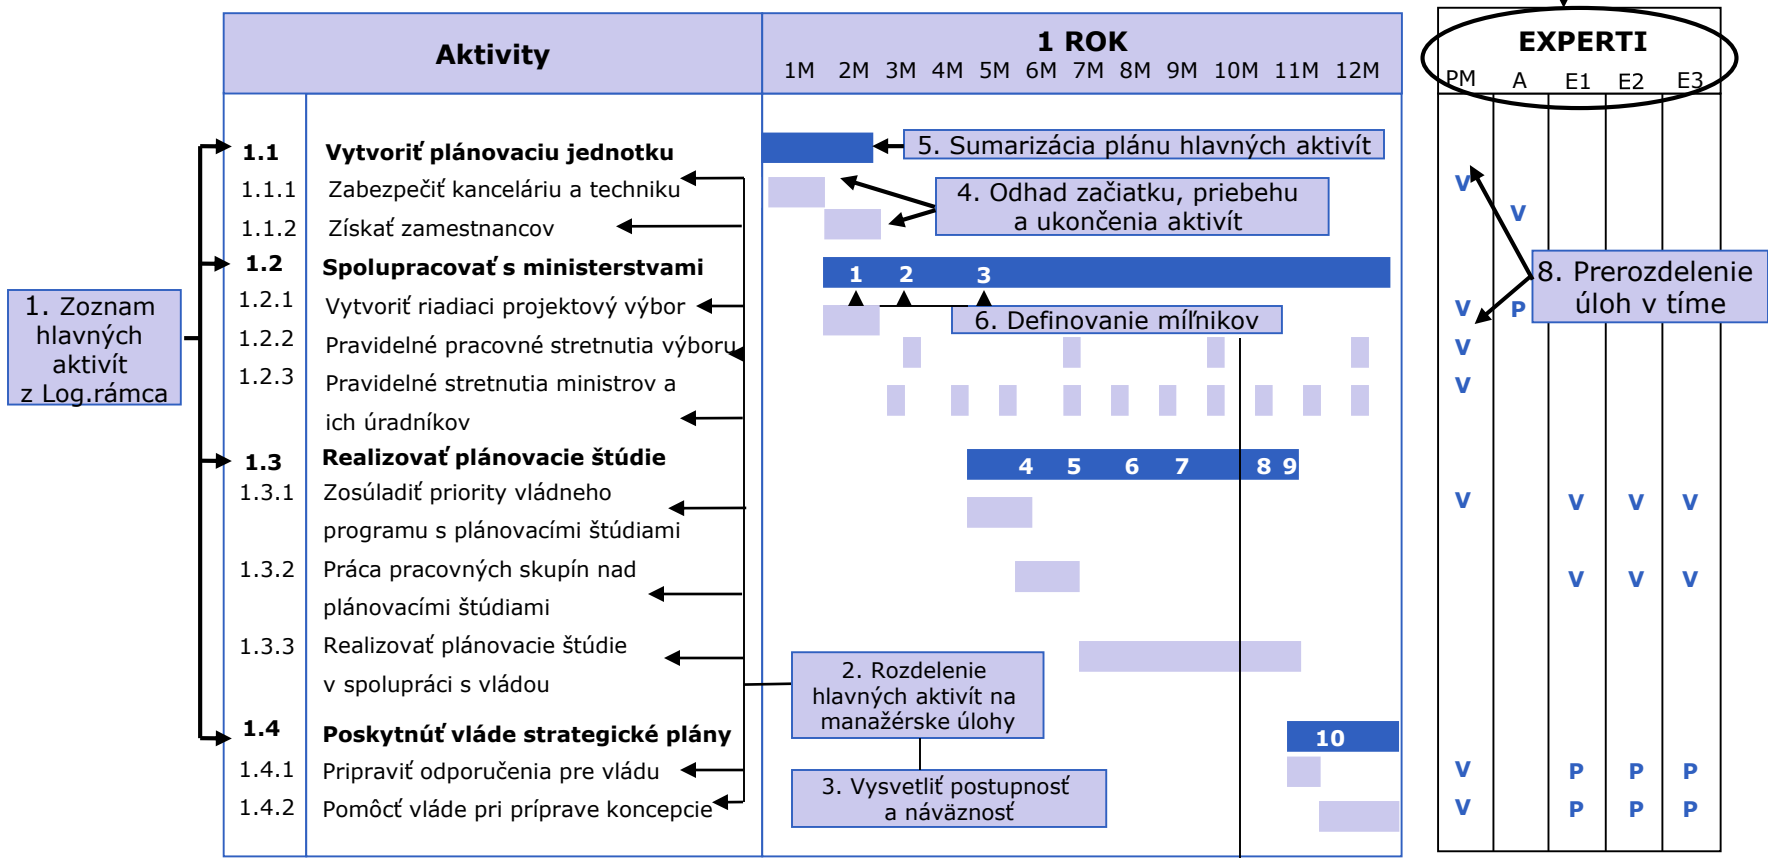 Aktivity
1 ROK
1M 2M 3M 4M 5M 6M 7M 8M 9M 10M 11M 12M
EXPERTI
PM A E1 E2 E3
1.1 Vytvoriť plánovaciu jednotku
5. Sumarizácia plánu hlavných aktivít
1.1.1 Zabezpečiť kanceláriu a techniku
V
4. Odhad začiatku, priebehu
a ukončenia aktivít
1.1.2 Získať zamestnancov
V
1.2 Spolupracovať s ministerstvami
1 2 3
8. Prerozdelenie
úloh v tíme
1. Zoznam
hlavných
aktivít
z Log.rámca
1.2.1 Vytvoriť riadiaci projektový výbor
V P
6. Definovanie míľnikov
1.2.2 Pravidelné pracovné stretnutia výboru
V
1.2.3 Pravidelné stretnutia ministrov a
ich úradníkov
V
1.3 Realizovať plánovacie štúdie
4 5 6 7 8 9
1.3.1 Zosúladiť priority vládneho
programu s plánovacími štúdiami
V V V V
1.3.2 Práca pracovných skupín nad
plánovacími štúdiami
V V V
1.3.3 Realizovať plánovacie štúdie
v spolupráci s vládou
2. Rozdelenie
hlavných aktivít na
manažérske úlohy
1.4 Poskytnúť vláde strategické plány
10
1.4.1 Pripraviť odporučenia pre vládu
V P P P
3. Vysvetliť postupnosť
a náväznosť
1.4.2 Pomôcť vláde pri príprave koncepcie
V P P P